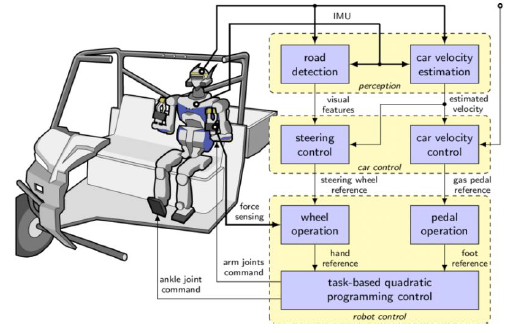 IMU
road
detection
car velocity
estimation
perception
visual
features
estimated
velocity
steering
control
car velocity
control
car control
steering wheel
reference
gas pedal
reference
force
sensing
wheel
operation
pedal
operation
hand
reference
foot
reference
arm joints
command
ankle joint
command
task-based quadratic
programming control
robot control